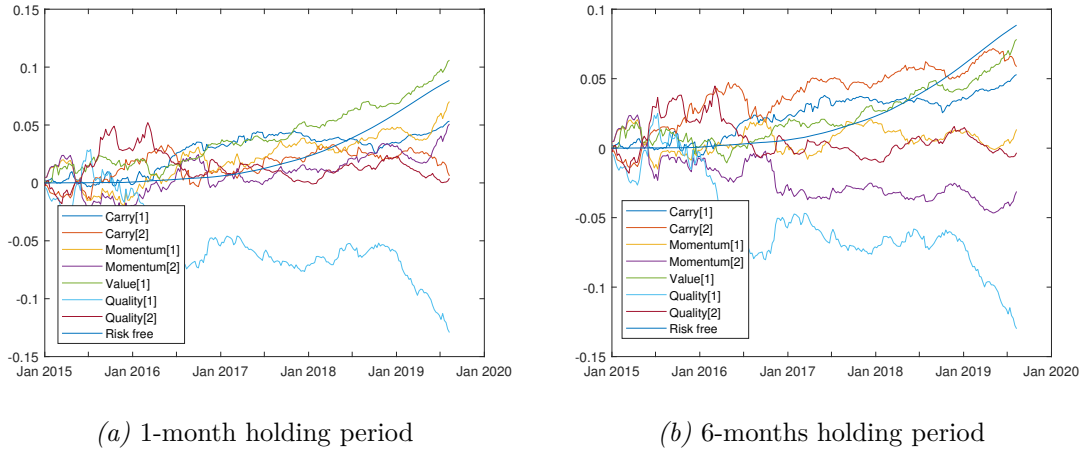 0.15
0.1
0.05
0
-0.05
-0.1
-0.15
Carry[1]
Carry[2]
Momentum[1]
Momentum[2]
Value[1]
Quality[1]
Quality[2]
Risk free
Jan 2015 Jan 2016 Jan 2017 Jan 2018 Jan 2019 Jan 2020
(a) 1-month holding period
0.1
0.05
0
-0.05
-0.1
-0.15
Carry[1]
Carry[2]
Momentum[1]
Momentum[2]
Value[1]
Quality[1]
Quality[2]
Risk free
Jan 2015 Jan 2016 Jan 2017 Jan 2018 Jan 2019 Jan 2020
(b) 6-months holding period